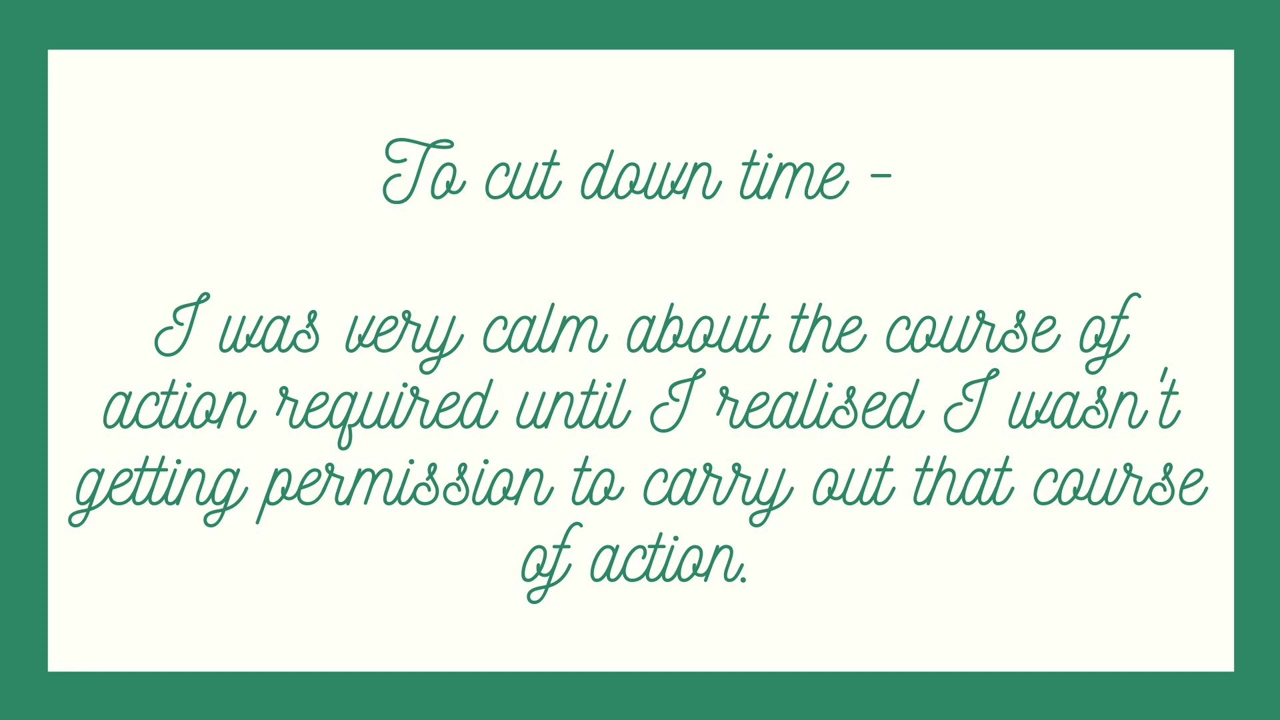 To cut down time -
I was very calm about the course of
action required until I realised I wasn't
getting permission to carry out that course
of action.